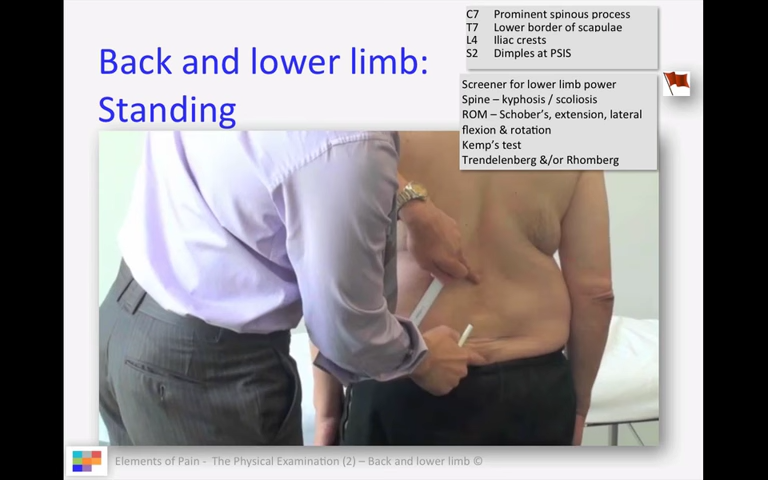 Back and lower limb:
Standing
C7 Prominent spinous process
T7 Lower border of scapulae
L4 Iliac crests
S2 Dimples at PSIS
Screener for lower limb power
Spine – kyphosis / scoliosis
ROM – Schober's, extension, lateral
flexion & rotation
Kemp's test
Trendelenberg &/or Rhomberg
Elements of Pain - The Physical Examination (2) – Back and lower limb ©